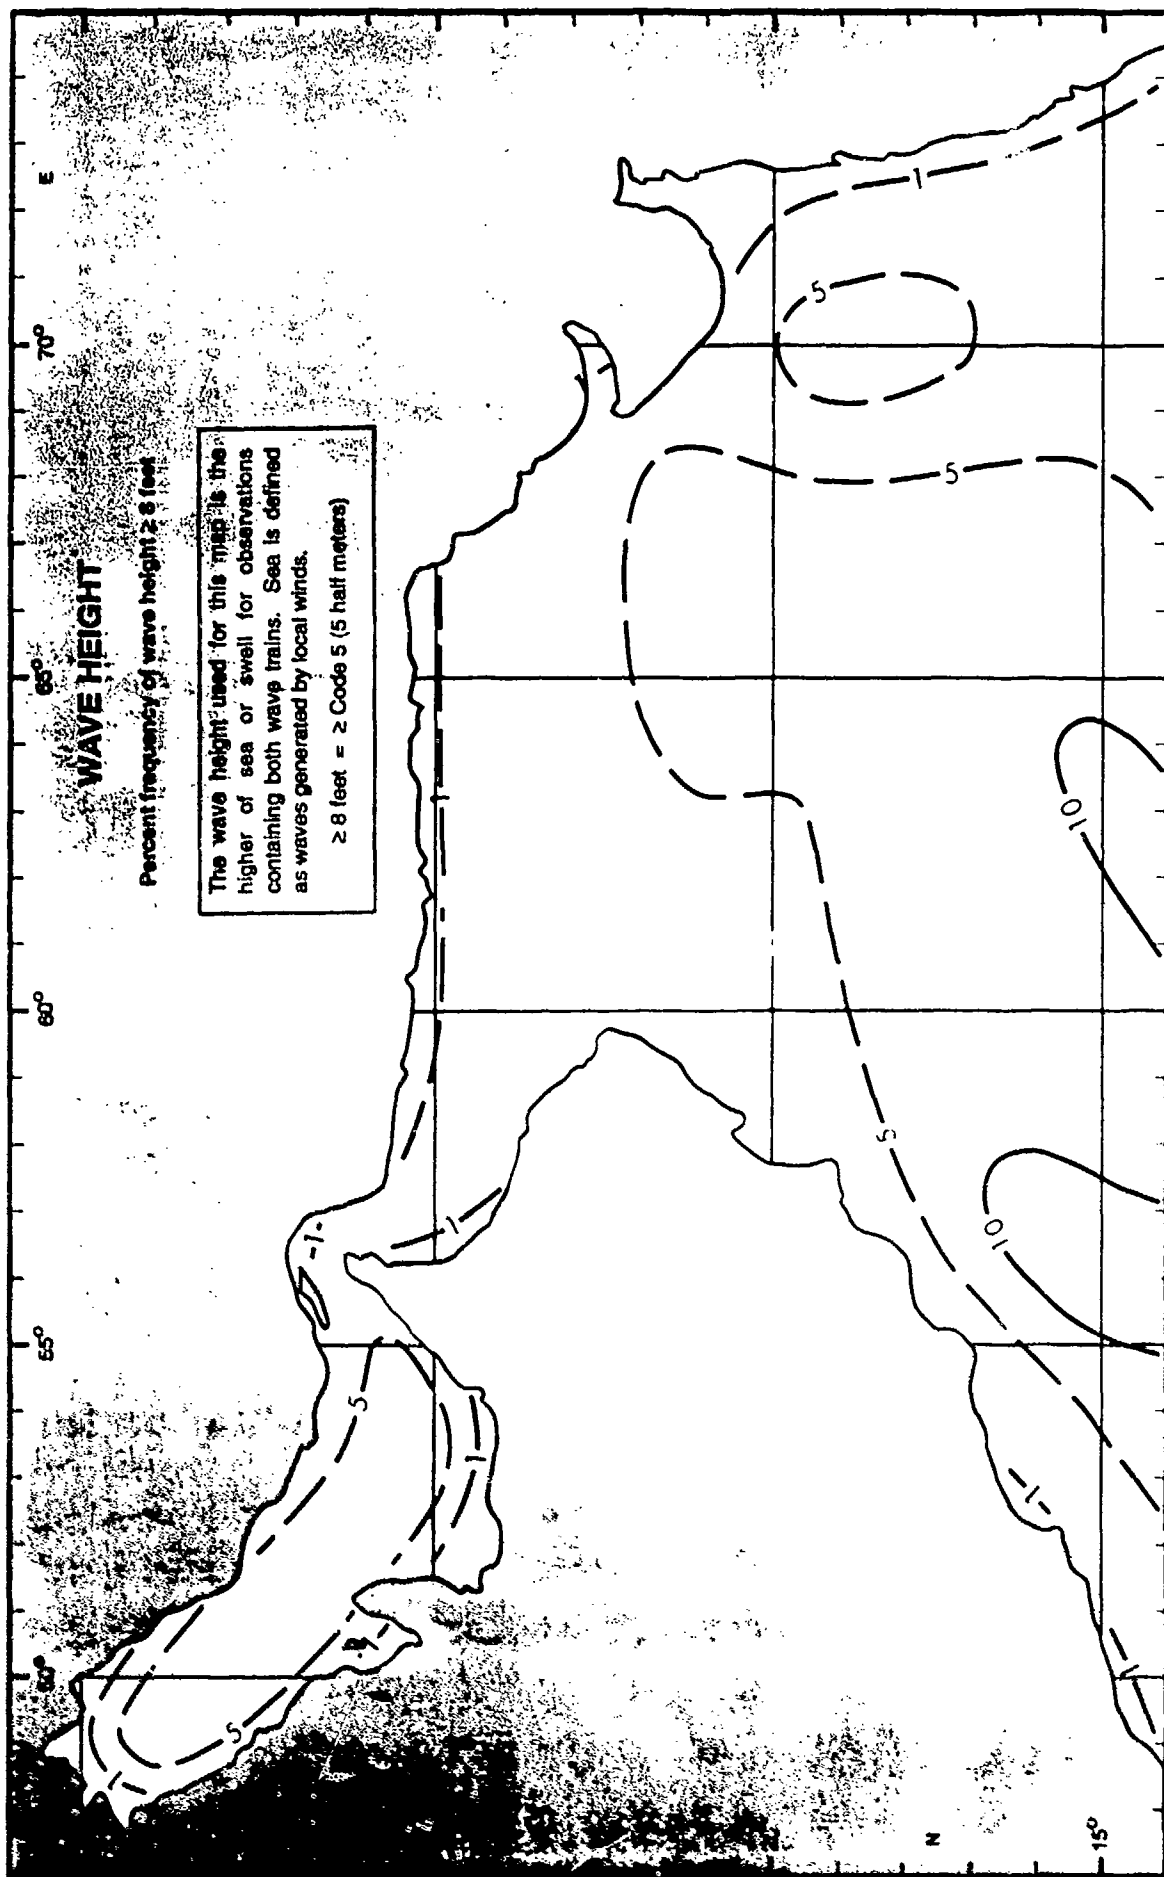 WAVE HEIGHT
Percent frequency of wave height ≥ 8 feet
The wave height used for this map is the
higher of sea or swell for observations
containing both wave trains. Sea is defined
as waves generated by local winds.
≥ 8 feet = ≥ Code 5 (5 half meters)
50°
55°
60°
65°
70°
E
N
15°
1
5
1
5
1
1
1
5
5
5
10
10
1
1
1